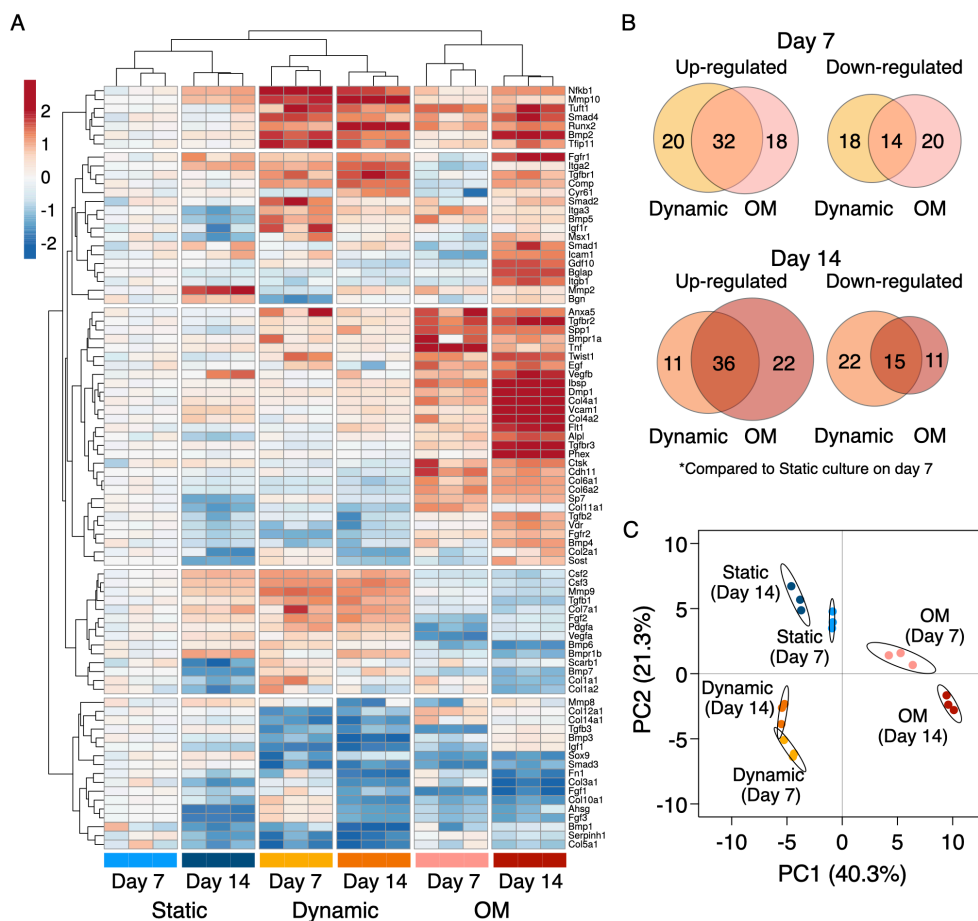 A
2
1
0
-1
-2
Nfkb1
Mmp10
Tuft1
Smad4
Runx2
Bmp2
Tfip11
Fgfr1
Itga2
Tgfbr1
Comp
Cyr61
Smad2
Itga3
Bmp5
Igf1r
Msx1
Smad1
Icam1
Gdf10
Bglap
Itgb1
Mmp2
Bgn
Anxa5
Tgfbr2
Spp1
Bmpr1a
Tnf
Twist1
Egf
Vegfb
Ibsp
Dmp1
Col4a1
Vcam1
Col4a2
Flt1
Alpl
Tgfbr3
Phex
Ctsk
Cdh11
Col6a1
Col6a2
Sp7
Col11a1
Tgfb2
Vdr
Fgfr2
Bmp4
Col2a1
Sost
Csf2
Csf3
Mmp9
Tgfb1
Col7a1
Fgf2
Pdgfa
Vegfa
Bmp6
Bmpr1b
Scarb1
Bmp7
Col1a1
Col1a2
Mmp8
Col12a1
Col14a1
Tgfb3
Bmp3
Igf1
Sox9
Smad3
Fn1
Col3a1
Fgf1
Col10a1
Ahsg
Fgf3
Bmp1
Serpinh1
Col5a1
Day 7 Day 14 Day 7 Day 14 Day 7 Day 14
Static Dynamic OM
B
Day 7
Up-regulated Down-regulated
20 32 18 18 14 20
Dynamic OM Dynamic OM
Day 14
Up-regulated Down-regulated
11 36 22 22 15 11
Dynamic OM Dynamic OM
*Compared to Static culture on day 7
C
10
5
0
-5
-10
PC2 (21.3%)
Static
(Day 14)
Static
(Day 7)
OM
(Day 7)
Dynamic
(Day 14)
OM
(Day 14)
Dynamic
(Day 7)
-10 -5 0 5 10
PC1 (40.3%)